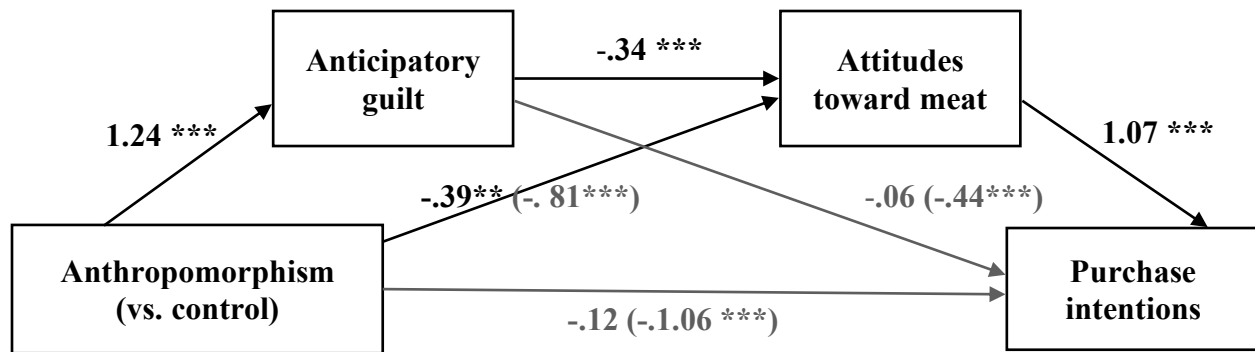 Anticipatory
guilt
-.34 ***
Attitudes
toward meat
1.24 ***
1.07 ***
-.39** (-. 81***)
-.06 (-.44***)
Anthropomorphism
(vs. control)
Purchase
intentions
-.12 (-.1.06 ***)